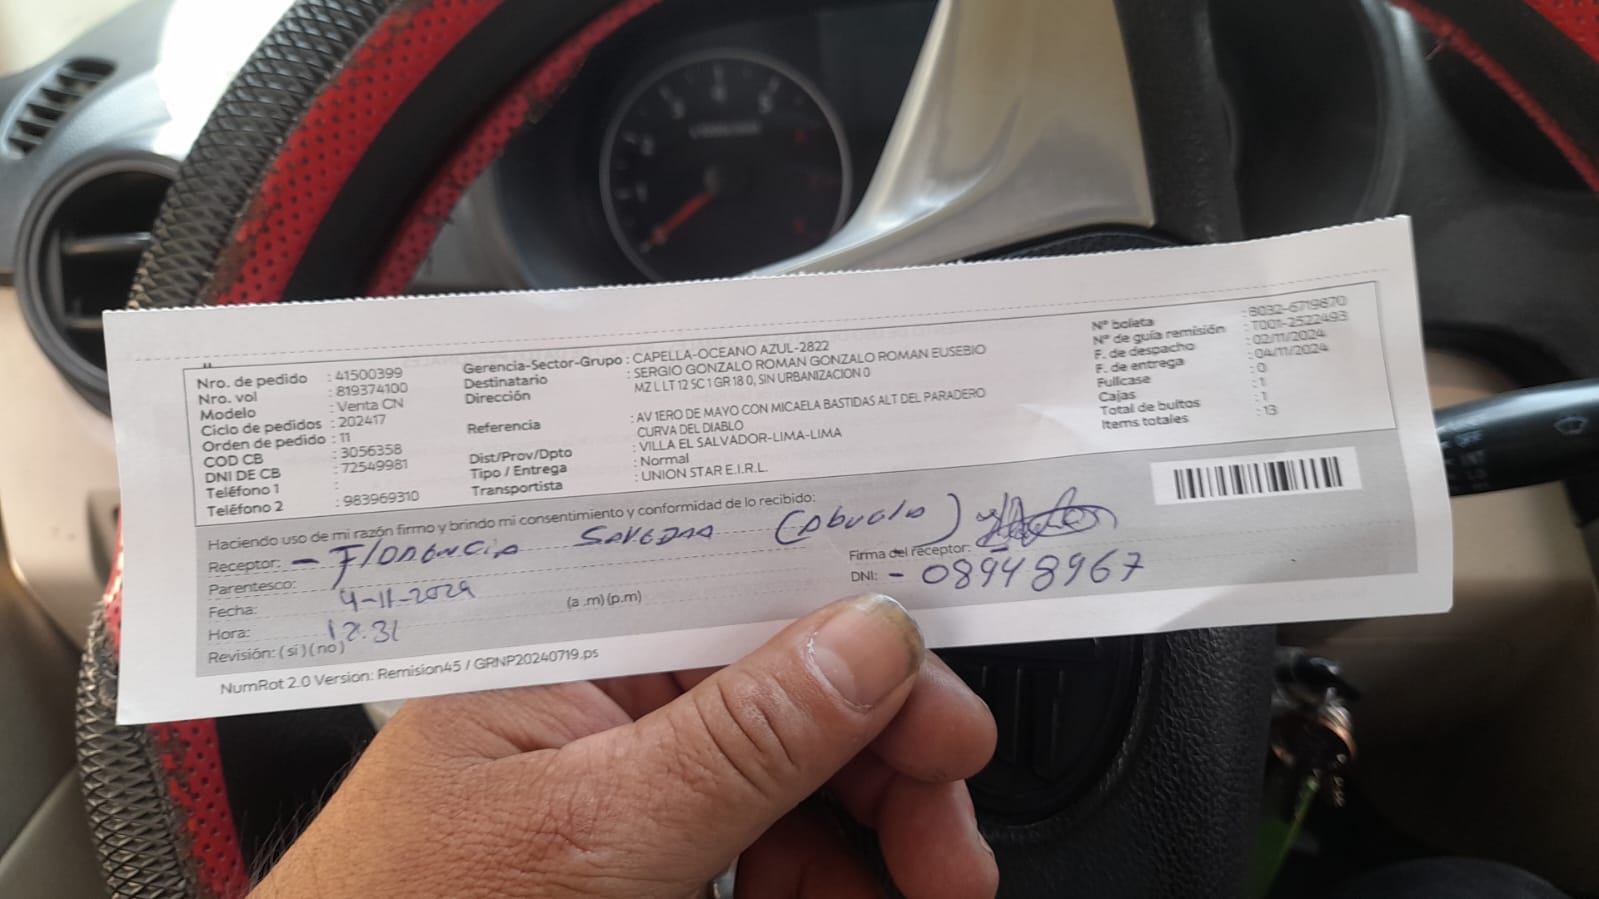 Nro. de pedido : 41500399
Nro. vol : 819374100
Modelo : Venta CN
Ciclo de pedidos : 202417
Orden de pedido : 11
COD CB : 3056358
DNI DE CB : 72549981
Teléfono 1 :
Teléfono 2 : 983969310
Gerencia-Sector-Grupo : CAPELLA-OCEANO AZUL-2822
Destinatario : SERGIO GONZALO ROMAN GONZALO ROMAN EUSEBIO
Dirección : MZ L LT 12 SC 1 GR 18 0, SIN URBANIZACION 0
Referencia : AV 1ERO DE MAYO CON MICAELA BASTIDAS ALT DEL PARADERO
CURVA DEL DIABLO
Dist/Prov/Dpto : VILLA EL SALVADOR-LIMA-LIMA
Tipo / Entrega : Normal
Transportista : UNION STAR E.I.R.L.
N° boleta : B032-6719870
N° de guía remisión : T001-2522493
F. de despacho : 02/11/2024
F. de entrega : 04/11/2024
Fullcase : 0
Cajas : 1
Total de bultos : 1
Items totales : 13
Haciendo uso de mi razón firmo y brindo mi consentimiento y conformidad de lo recibido:
Receptor: - Florencia Savedra (Abuela)
Firma del receptor:
Parentesco:
DNI: - 08948967
Fecha: 4-11-2024
Hora: 12.31 (a .m) (p.m)
Revisión: ( si ) ( no )
NumRot 2.0 Version: Remision45 / GRNP20240719.ps